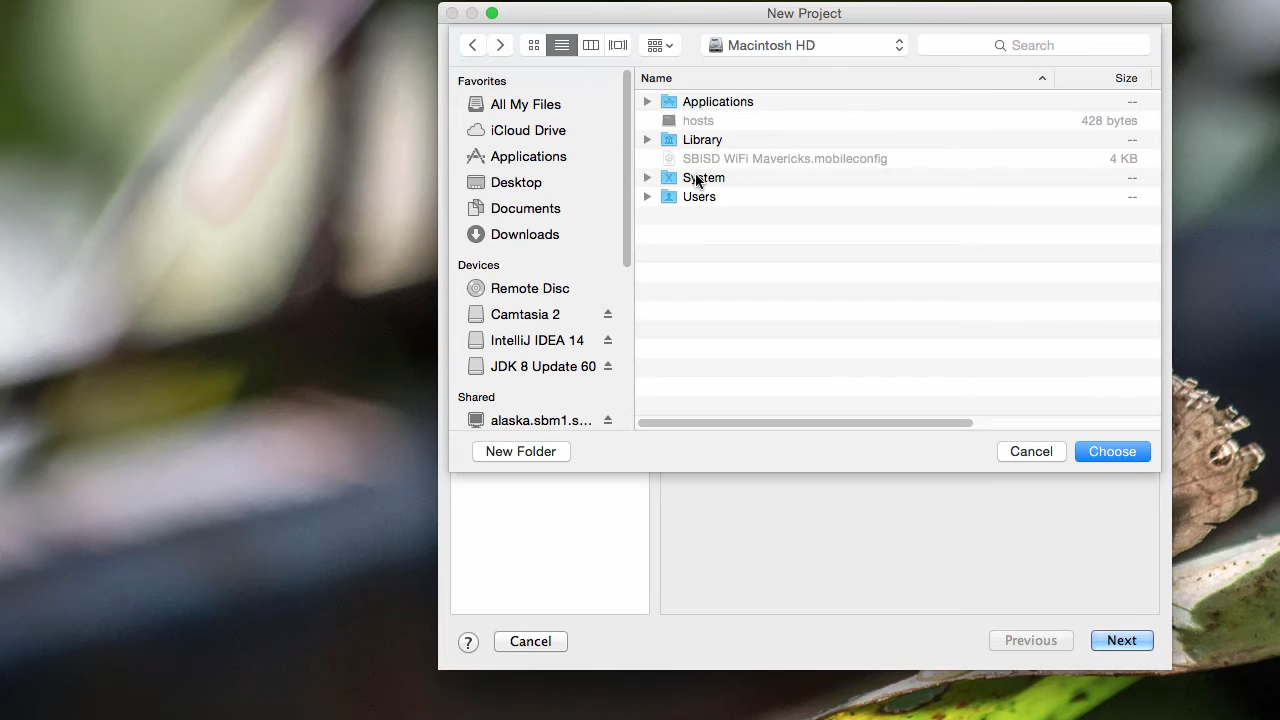 New Project
Macintosh HD
Search
Favorites
All My Files
iCloud Drive
Applications
Desktop
Documents
Downloads
Devices
Remote Disc
Camtasia 2
IntelliJ IDEA 14
JDK 8 Update 60
Shared
alaska.sbm1.s...
Name Size
Applications --
hosts 428 bytes
Library --
SBISD WiFi Mavericks.mobileconfig 4 KB
System --
Users --
New Folder Cancel Choose
? Cancel Previous Next